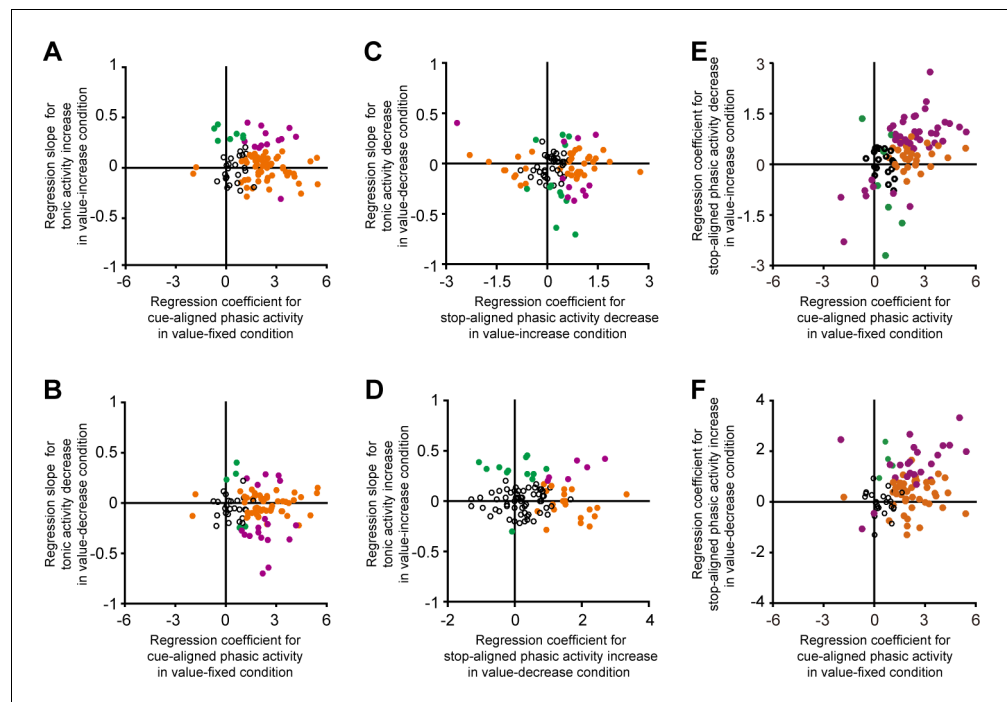 A
Regression slope for
tonic activity increase
in value-increase condition
1
0.5
0
-0.5
-1
-6
-3
0
3
6
Regression coefficient for
cue-aligned phasic activity
in value-fixed condition
C
Regression slope for
tonic activity decrease
in value-decrease condition
1
0.5
0
-0.5
-1
-3
-1.5
0
1.5
3
Regression coefficient for
stop-aligned phasic activity decrease
in value-increase condition
E
Regression coefficient for
stop-aligned phasic activity decrease
in value-increase condition
3
1.5
0
-1.5
-3
-6
-3
0
3
6
Regression coefficient for
cue-aligned phasic activity
in value-fixed condition
B
Regression slope for
tonic activity decrease
in value-decrease condition
1
0.5
0
-0.5
-1
-6
-3
0
3
6
Regression coefficient for
cue-aligned phasic activity
in value-fixed condition
D
Regression slope for
tonic activity increase
in value-increase condition
1
0.5
0
-0.5
-1
-2
0
2
4
Regression coefficient for
stop-aligned phasic activity increase
in value-decrease condition
F
Regression coefficient for
stop-aligned phasic activity increase
in value-decrease condition
4
2
0
-2
-4
-6
-3
0
3
6
Regression coefficient for
cue-aligned phasic activity
in value-fixed condition